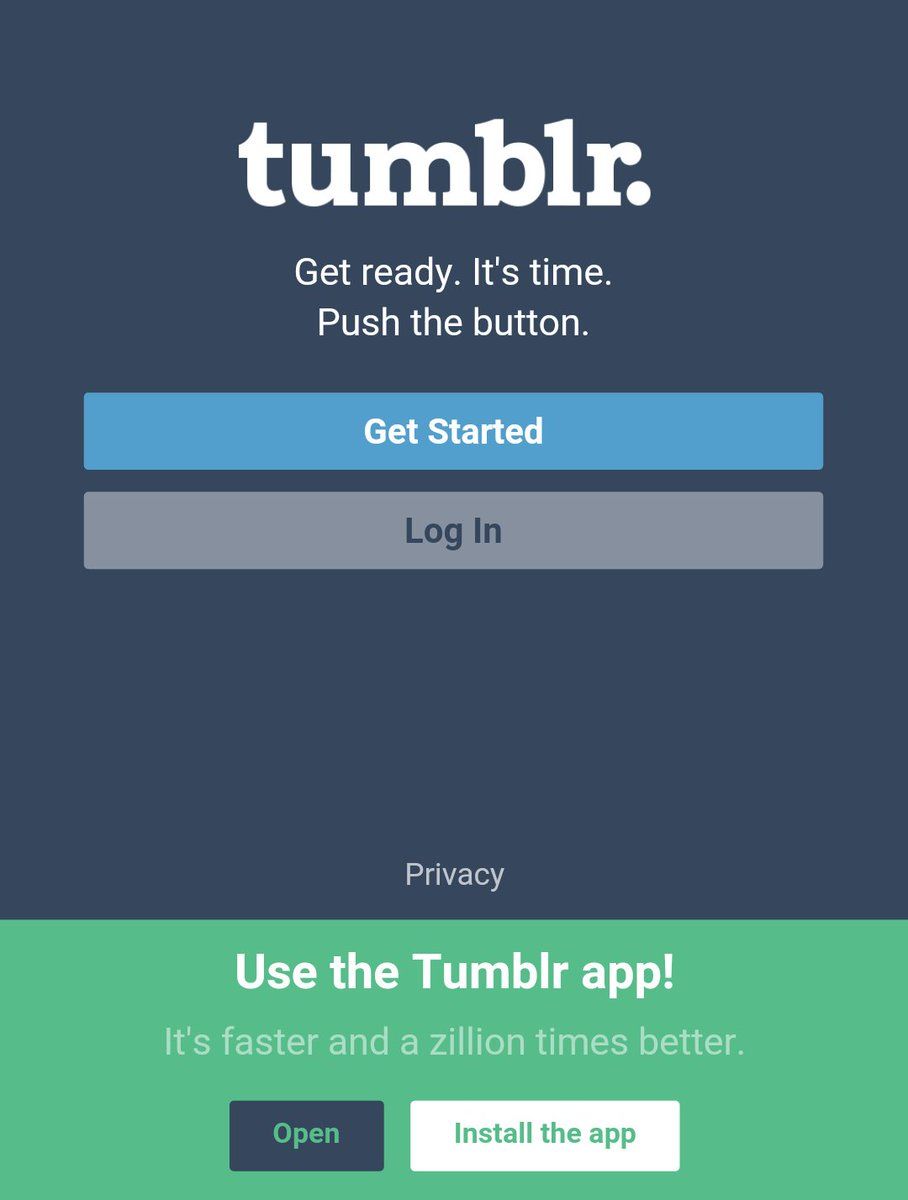 tumblr.
Get ready. It's time.
Push the button.
Get Started
Log In
Privacy
Use the Tumblr app!
It's faster and a zillion times better.
Open
Install the app